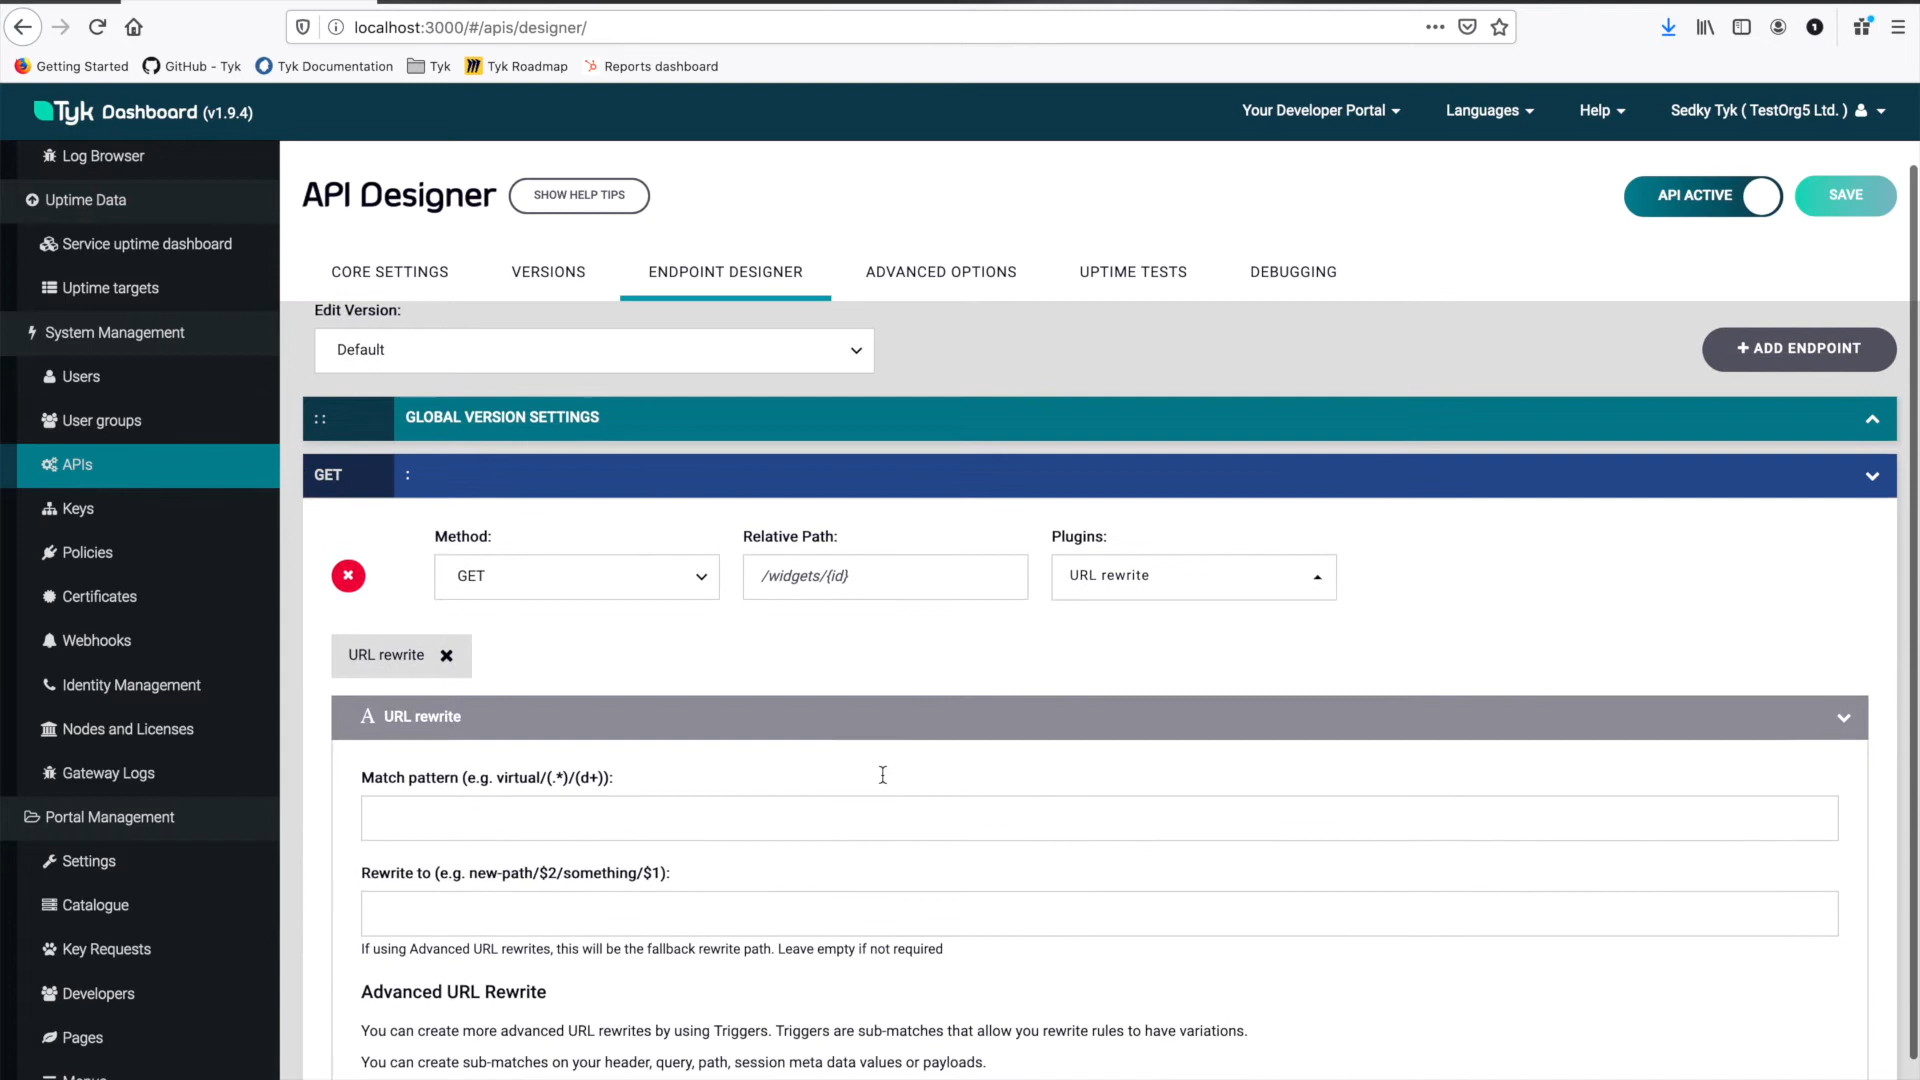 localhost:3000/#/apis/designer/
Getting Started
GitHub - Tyk
Tyk Documentation
Tyk
Tyk Roadmap
Reports dashboard
Tyk Dashboard (v1.9.4)
Your Developer Portal
Languages
Help
Sedky Tyk ( TestOrg5 Ltd. )
Log Browser
Uptime Data
Service uptime dashboard
Uptime targets
System Management
Users
User groups
APIs
Keys
Policies
Certificates
Webhooks
Identity Management
Nodes and Licenses
Gateway Logs
Portal Management
Settings
Catalogue
Key Requests
Developers
Pages
API Designer
SHOW HELP TIPS
API ACTIVE
SAVE
CORE SETTINGS
VERSIONS
ENDPOINT DESIGNER
ADVANCED OPTIONS
UPTIME TESTS
DEBUGGING
Edit Version:
Default
+ ADD ENDPOINT
:: GLOBAL VERSION SETTINGS
GET :
Method:
Relative Path:
Plugins:
GET
/widgets/{id}
URL rewrite
URL rewrite
A URL rewrite
Match pattern (e.g. virtual/(.*)/(d+)):
Rewrite to (e.g. new-path/$2/something/$1):
If using Advanced URL rewrites, this will be the fallback rewrite path. Leave empty if not required
Advanced URL Rewrite
You can create more advanced URL rewrites by using Triggers. Triggers are sub-matches that allow you rewrite rules to have variations.
You can create sub-matches on your header, query, path, session meta data values or payloads.